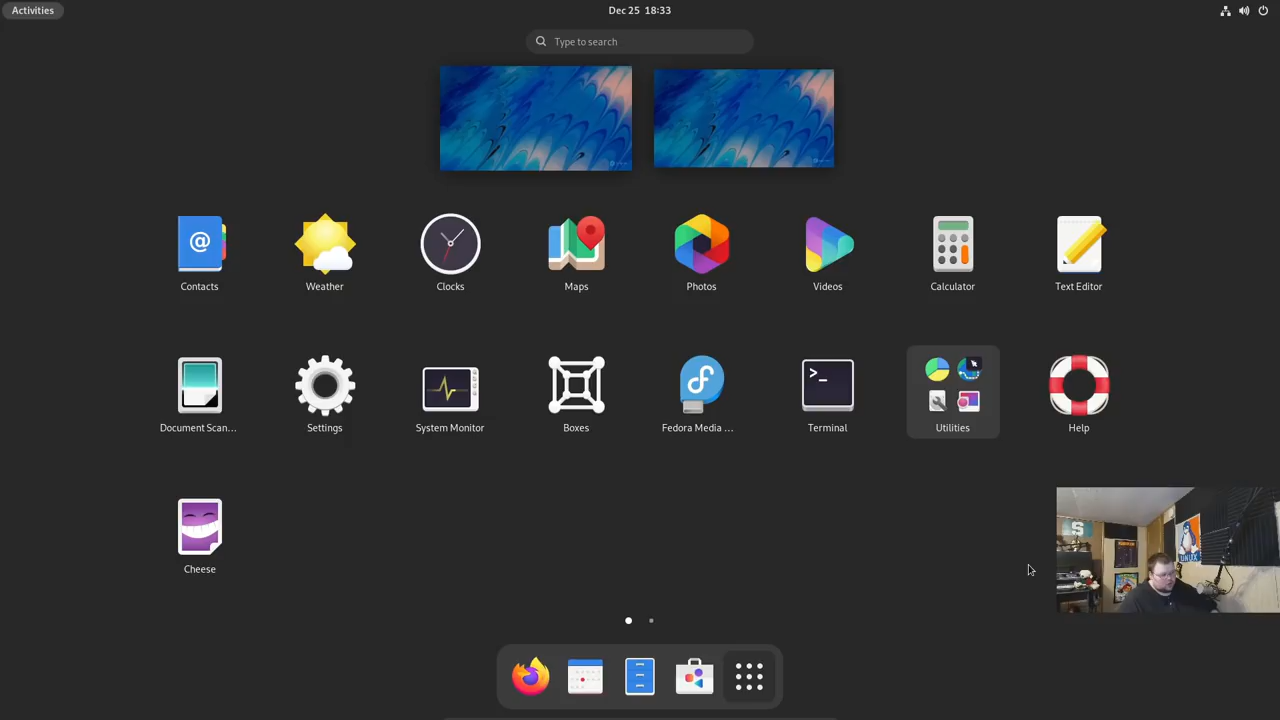 Activities
Dec 25 18:33
Type to search
Contacts
Weather
Clocks
Maps
Photos
Videos
Calculator
Text Editor
Document Scan...
Settings
System Monitor
Boxes
Fedora Media ...
Terminal
Utilities
Help
Cheese